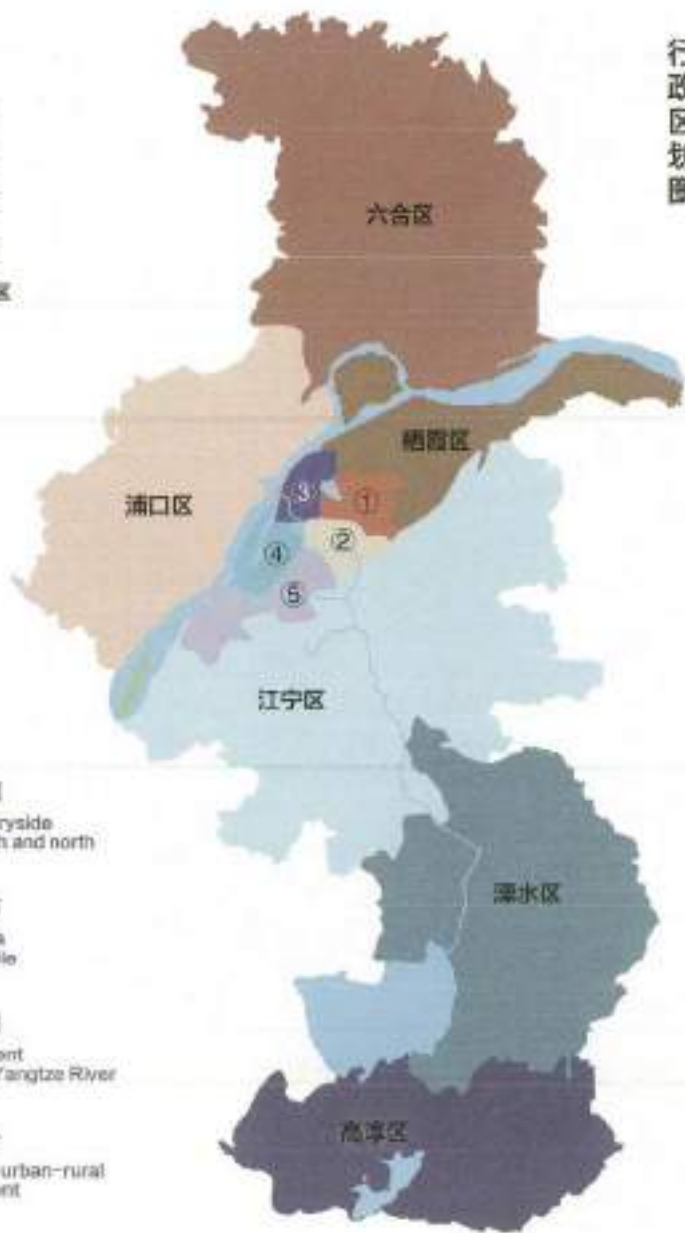 行政区划图
六合区
区
栖霞区
浦口区
③
①
②
④
⑤
江宁区
ryside
h and north
溧水区
ent
Yangtze River
高淳区
urban-rural
ent